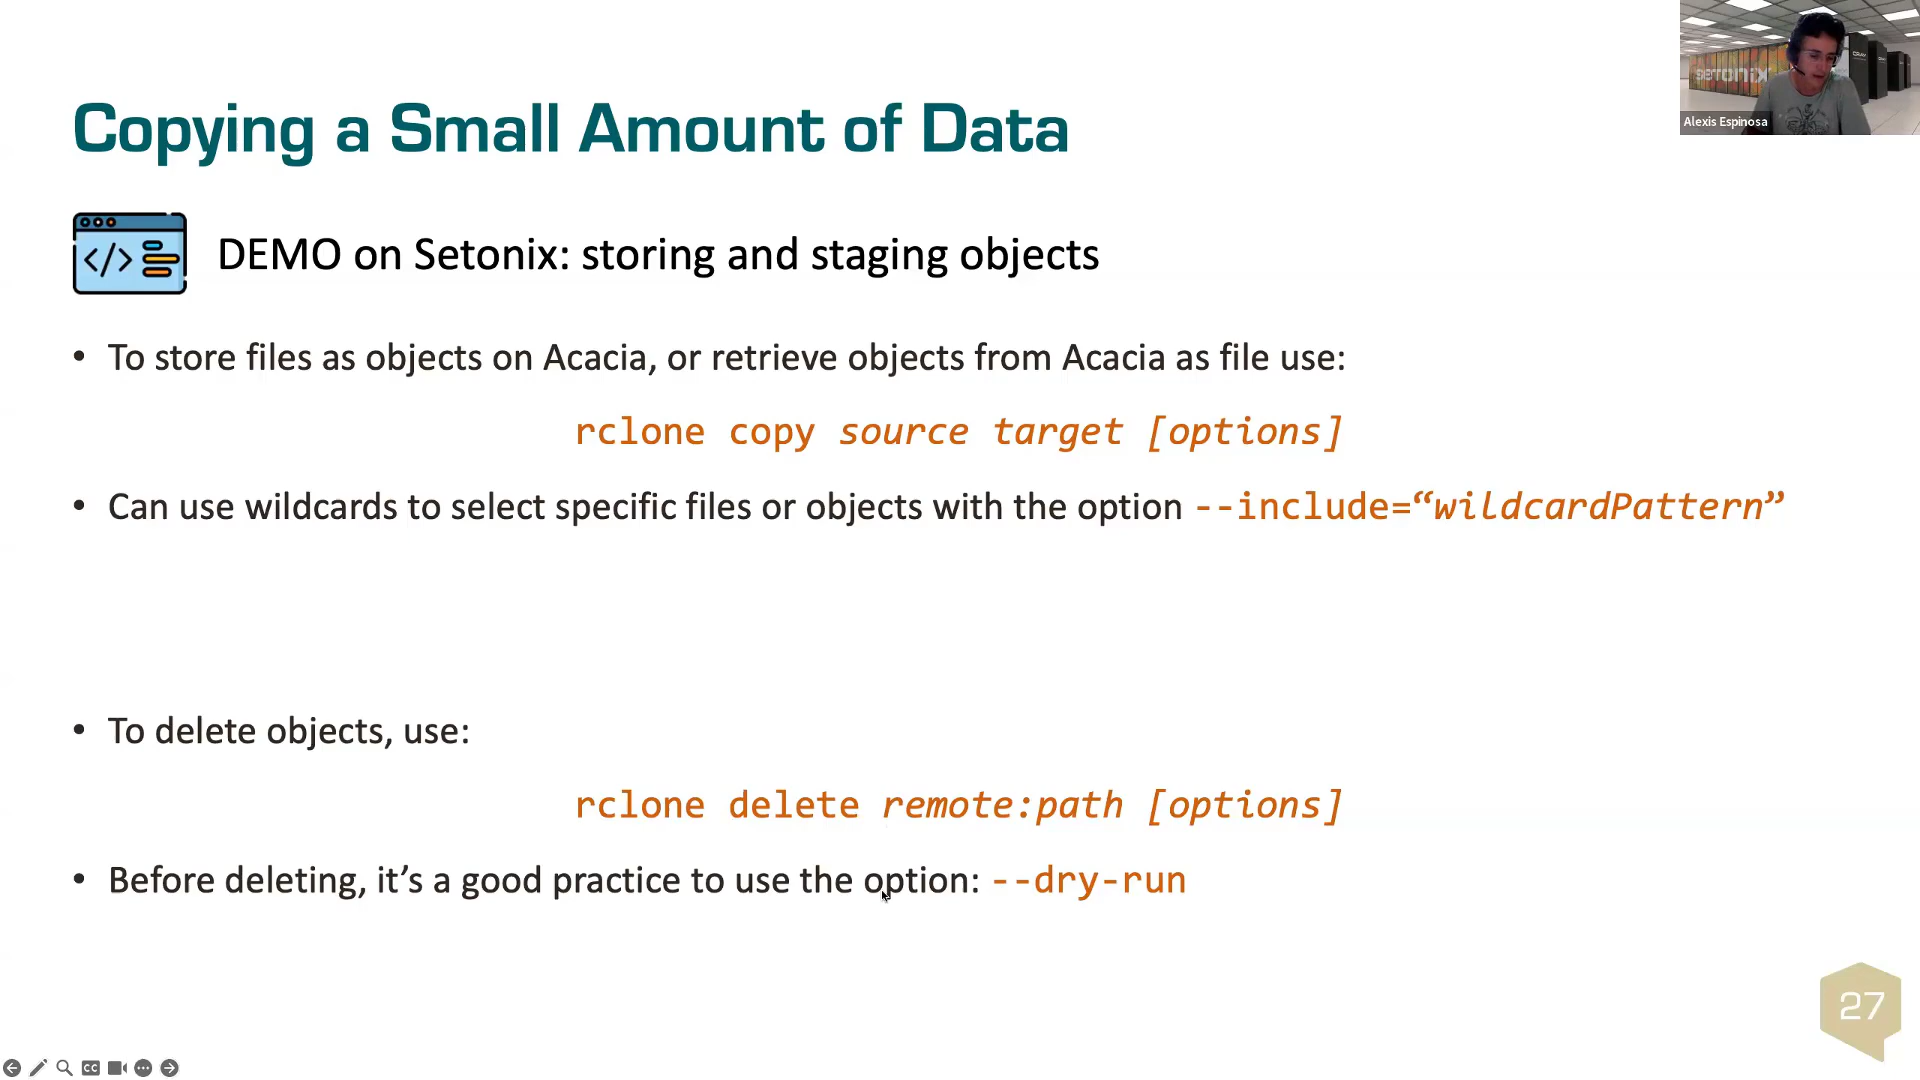 Copying a Small Amount of Data
setonix
CRAY
Alexis Espinosa
</>
DEMO on Setonix: storing and staging objects
• To store files as objects on Acacia, or retrieve objects from Acacia as file use:
rclone copy source target [options]
• Can use wildcards to select specific files or objects with the option --include=“wildcardPattern”
• To delete objects, use:
rclone delete remote:path [options]
• Before deleting, it’s a good practice to use the option: --dry-run
27
CC